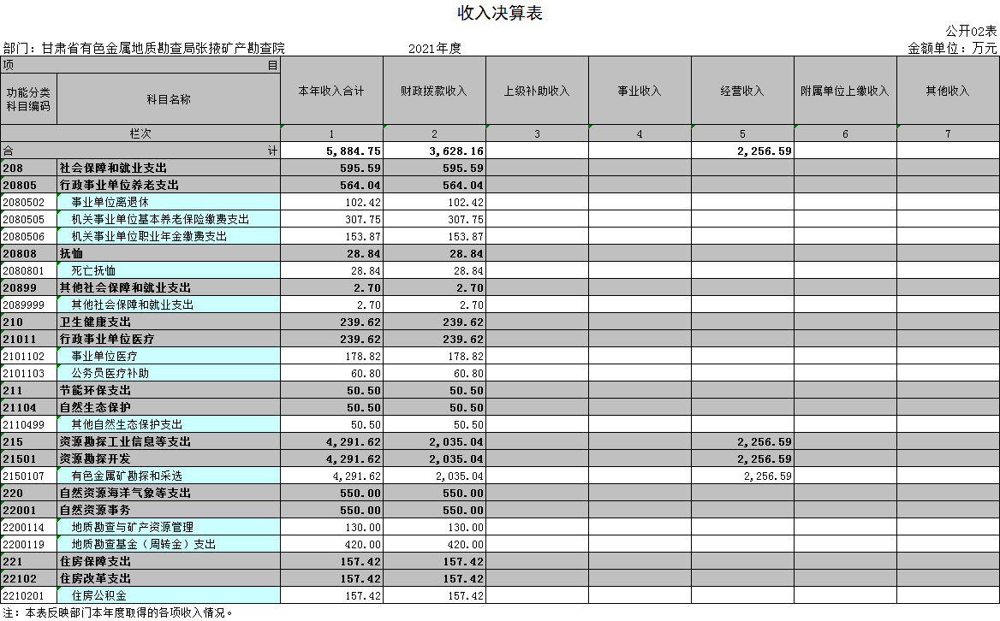 收入决算表
公开02表
部门：甘肃省有色金属地质勘查局张掖矿产勘查院 2021年度 金额单位：万元
项 目 本年收入合计 财政拨款收入 上级补助收入 事业收入 经营收入 附属单位上缴收入 其他收入
功能分类科目编码 科目名称
栏次 1 2 3 4 5 6 7
合 计 5,884.75 3,628.16 2,256.59
208 社会保障和就业支出 595.59 595.59
20805 行政事业单位养老支出 564.04 564.04
2080502 事业单位离退休 102.42 102.42
2080505 机关事业单位基本养老保险缴费支出 307.75 307.75
2080506 机关事业单位职业年金缴费支出 153.87 153.87
20808 抚恤 28.84 28.84
2080801 死亡抚恤 28.84 28.84
20899 其他社会保障和就业支出 2.70 2.70
2089999 其他社会保障和就业支出 2.70 2.70
210 卫生健康支出 239.62 239.62
21011 行政事业单位医疗 239.62 239.62
2101102 事业单位医疗 178.82 178.82
2101103 公务员医疗补助 60.80 60.80
211 节能环保支出 50.50 50.50
21104 自然生态保护 50.50 50.50
2110499 其他自然生态保护支出 50.50 50.50
215 资源勘探工业信息等支出 4,291.62 2,035.04 2,256.59
21501 资源勘探开发 4,291.62 2,035.04 2,256.59
2150107 有色金属矿勘探和采选 4,291.62 2,035.04 2,256.59
220 自然资源海洋气象等支出 550.00 550.00
22001 自然资源事务 550.00 550.00
2200114 地质勘查与矿产资源管理 130.00 130.00
2200119 地质勘查基金（周转金）支出 420.00 420.00
221 住房保障支出 157.42 157.42
22102 住房改革支出 157.42 157.42
2210201 住房公积金 157.42 157.42
注：本表反映部门本年度取得的各项收入情况。